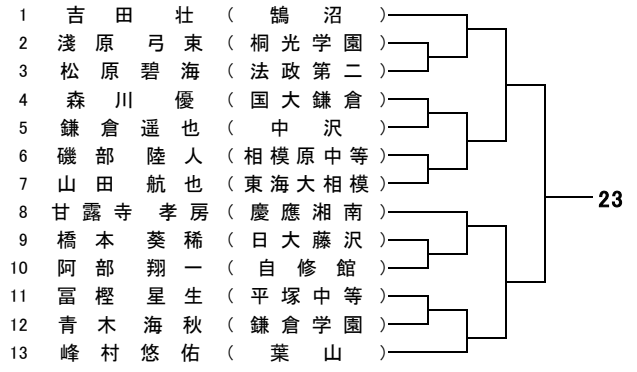 1 吉田 壮 (鵠沼)
2 淺原 弓束 (桐光学園)
3 松原 碧海 (法政第二)
4 森川 優 (国大鎌倉)
5 鎌倉 遥也 (中沢)
6 磯部 陸人 (相模原中等)
7 山田 航也 (東海大相模)
8 甘露寺 孝房 (慶應湘南)
9 橋本 葵稀 (日大藤沢)
10 阿部 翔一 (自修館)
11 冨樫 星生 (平塚中等)
12 青木 海秋 (鎌倉学園)
13 峰村 悠佑 (葉山)
23